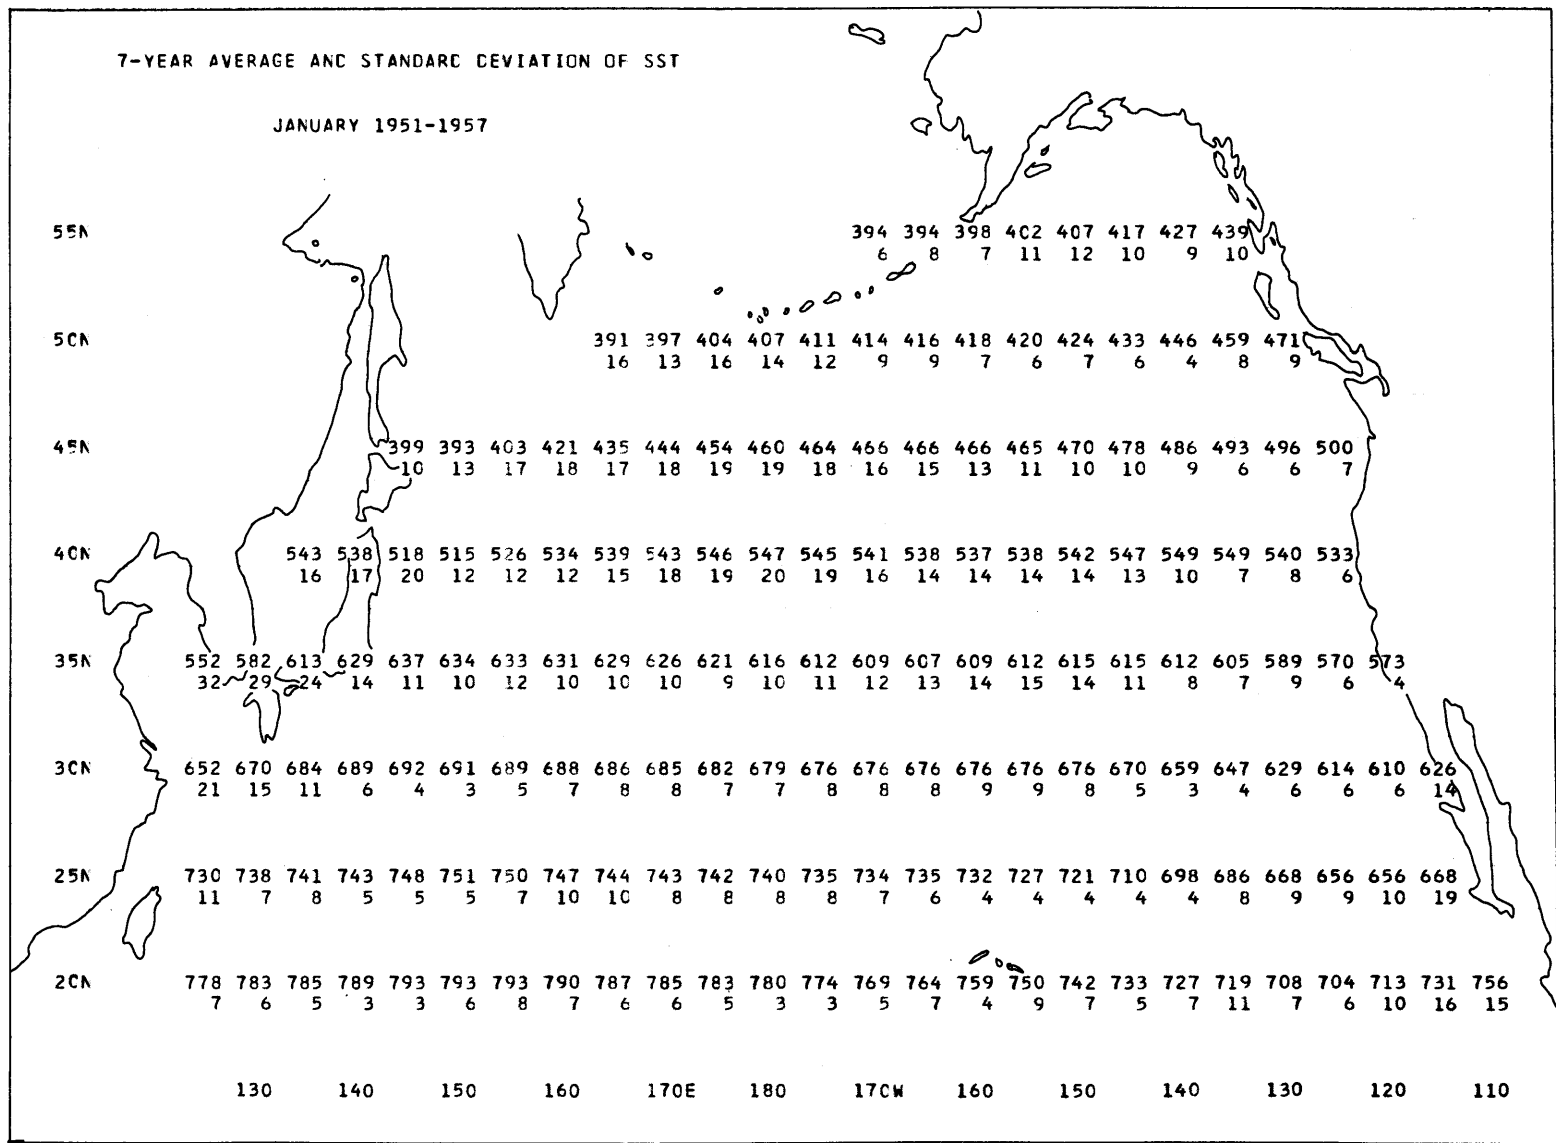 7-YEAR AVERAGE ANC STANDARC CEVIATION OF SST
JANUARY 1951-1957
55N 394 394 398 402 407 417 427 439
6 8 7 11 12 10 9 10
5CN 391 397 404 407 411 414 416 418 420 424 433 446 459 471
16 13 16 14 12 9 9 7 6 7 6 4 8 9
45N 399 393 403 421 435 444 454 460 464 466 466 466 465 470 478 486 493 496 500
10 13 17 18 17 18 19 19 18 16 15 13 11 10 10 9 6 6 7
4CN 543 538 518 515 526 534 539 543 546 547 545 541 538 537 538 542 547 549 549 540 533
16 17 20 12 12 12 15 18 19 20 19 16 14 14 14 14 13 10 7 8 6
35N 552 582 613 629 637 634 633 631 629 626 621 616 612 609 607 609 612 615 615 612 605 589 570 573
32 29 24 14 11 10 12 10 10 10 9 10 11 12 13 14 15 14 11 8 7 9 6 4
3CN 652 670 684 689 692 691 689 688 686 685 682 679 676 676 676 676 676 676 670 659 647 629 614 610 626
21 15 11 6 4 3 5 7 8 8 7 7 8 8 8 9 9 8 5 3 4 6 6 6 14
25N 730 738 741 743 748 751 750 747 744 743 742 740 735 734 735 732 727 721 710 698 686 668 656 656 668
11 7 8 5 5 5 7 10 1C 8 8 8 8 7 6 4 4 4 4 4 8 9 9 10 19
2CN 778 783 785 789 793 793 793 790 787 785 783 780 774 769 764 759 750 742 733 727 719 708 704 713 731 756
7 6 5 3 3 6 8 7 6 6 5 3 3 5 7 4 9 7 5 7 11 7 6 10 16 15
130 140 150 160 170E 180 17CW 160 150 140 130 120 110